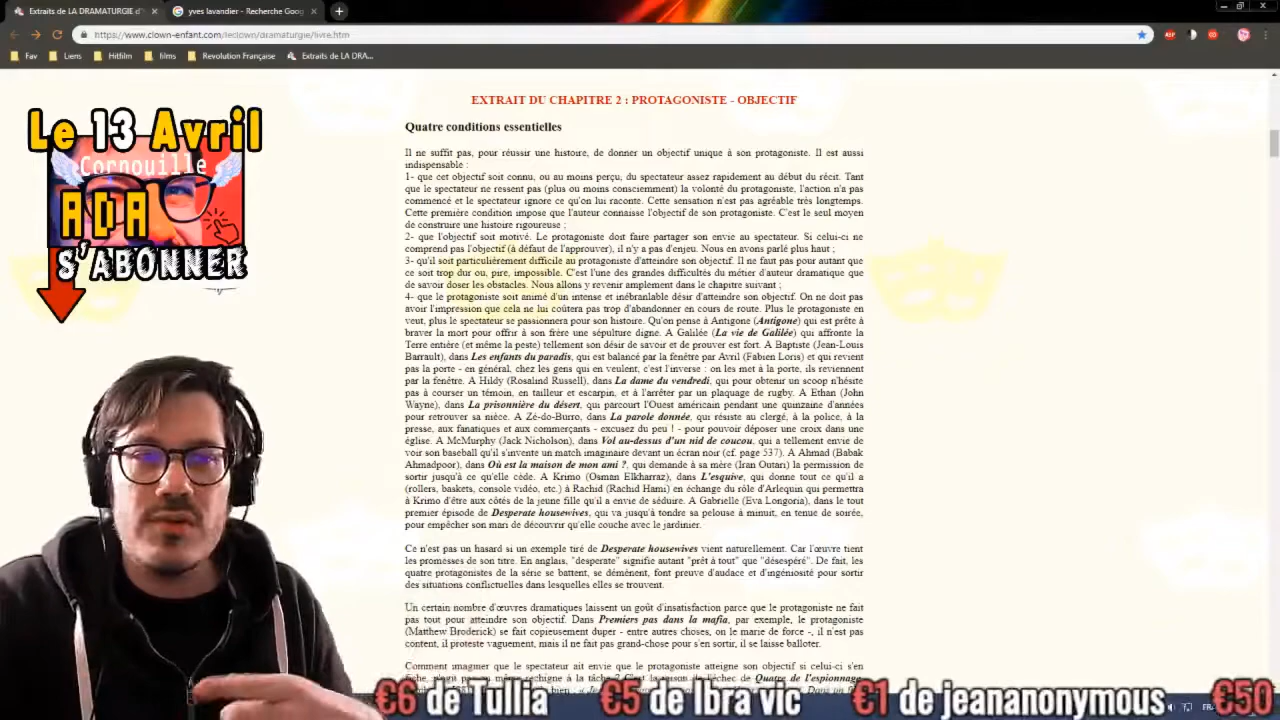 Extraits de LA DRAMATURGIE d'
yves lavandier - Recherche Goog
https://www.clown-enfant.com/leclown/dramaturgie/livre.htm
Fav
Liens
Hitfilm
films
Revolution Française
Extraits de LA DRA...
EXTRAIT DU CHAPITRE 2 : PROTAGONISTE - OBJECTIF
Quatre conditions essentielles
Il ne suffit pas, pour réussir une histoire, de donner un objectif unique à son protagoniste. Il est aussi
indispensable :
1- que cet objectif soit connu, ou au moins perçu, du spectateur assez rapidement au début du récit. Tant
que le spectateur ne ressent pas (plus ou moins consciemment) la volonté du protagoniste, l'action n'a pas
commencé et le spectateur ignore ce qu'on lui raconte. Cette sensation n'est pas agréable très longtemps.
Cette première condition impose que l'auteur connaisse l'objectif de son protagoniste. C'est le seul moyen
de construire une histoire rigoureuse ;
2- que l'objectif soit motivé. Le protagoniste doit faire partager son envie au spectateur. Si celui-ci ne
comprend pas l'objectif (à défaut de l'approuver), il n'y a pas d'enjeu. Nous en avons parlé plus haut ;
3- qu'il soit particulièrement difficile au protagoniste d'atteindre son objectif. Il ne faut pas pour autant que
ce soit trop dur ou, pire, impossible. C'est l'une des grandes difficultés du métier d'auteur dramatique que
de savoir doser les obstacles. Nous allons y revenir amplement dans le chapitre suivant ;
4- que le protagoniste soit animé d'un intense et inébranlable désir d'atteindre son objectif. On ne doit pas
avoir l'impression que cela ne lui coûtera pas trop d'abandonner en cours de route. Plus le protagoniste en
veut, plus le spectateur se passionnera pour son histoire. Qu'on pense à Antigone (Antigone) qui est prête à
braver la mort pour offrir à son frère une sépulture digne. A Galilée (La vie de Galilée) qui affronte la
Terre entière (et même la peste) tellement son désir de savoir et de prouver est fort. A Baptiste (Jean-Louis
Barrault), dans Les enfants du paradis, qui est balancé par la fenêtre par Avril (Fabien Loris) et qui revient
pas la porte - en général, chez les gens qui en veulent, c'est l'inverse : on les met à la porte, ils reviennent
par la fenêtre. A Hildy (Rosalind Russell), dans La dame du vendredi, qui pour obtenir un scoop n'hésite
pas à courser un témoin, en tailleur et escarpin, et à l'arrêter par un plaquage de rugby. A Ethan (John
Wayne), dans La prisonnière du désert, qui parcourt l'Ouest américain pendant une quinzaine d'années
pour retrouver sa nièce. A Zé-do-Burro, dans La parole donnée, qui résiste au clergé, à la police, à la
presse, aux fanatiques et aux commerçants - excusez du peu ! - pour pouvoir déposer une croix dans une
église. A McMurphy (Jack Nicholson), dans Vol au-dessus d'un nid de coucou, qui a tellement envie de
voir son baseball qu'il s'invente un match imaginaire devant un écran noir (cf. page 537). A Ahmad (Babak
Ahmadpoor), dans Où est la maison de mon ami ?, qui demande à sa mère (Iran Outari) la permission de
sortir jusqu'à ce qu'elle cède. A Krimo (Osman Elkharraz), dans L'esquive, qui donne tout ce qu'il a
(rollers, baskets, console vidéo, etc.) à Rachid (Rachid Hami) en échange du rôle d'Arlequin qui permettra
à Krimo d'être aux côtés de la jeune fille qu'il a envie de séduire. A Gabrielle (Eva Longoria), dans le tout
premier épisode de Desperate housewives, qui va jusqu'à tondre sa pelouse à minuit, en tenue de soirée,
pour empêcher son mari de découvrir qu'elle couche avec le jardinier.
Ce n'est pas un hasard si un exemple tiré de Desperate housewives vient naturellement. Car l'œuvre tient
les promesses de son titre. En anglais, "desperate" signifie autant "prêt à tout" que "désespéré". De fait, les
quatre protagonistes de la série se battent, se démènent, font preuve d'audace et d'ingéniosité pour sortir
des situations conflictuelles dans lesquelles elles se trouvent.
Un certain nombre d'œuvres dramatiques laissent un goût d'insatisfaction parce que le protagoniste ne fait
pas tout pour atteindre son objectif. Dans Premiers pas dans la mafia, par exemple, le protagoniste
(Matthew Broderick) se fait copieusement duper - entre autres choses, on le marie de force -, il n'est pas
content, il proteste vaguement, mais il ne fait pas grand-chose pour s'en sortir, il se laisse balloter.
Comment imaginer que le spectateur ait envie que le protagoniste atteigne son objectif si celui-ci s'en
Quatre de l'espionnage
Le 13 Avril
Cornouille
ADA
S'ABONNER
€6 de Tullia €5 de Ibra vic €1 de jeananonymous €50
FR